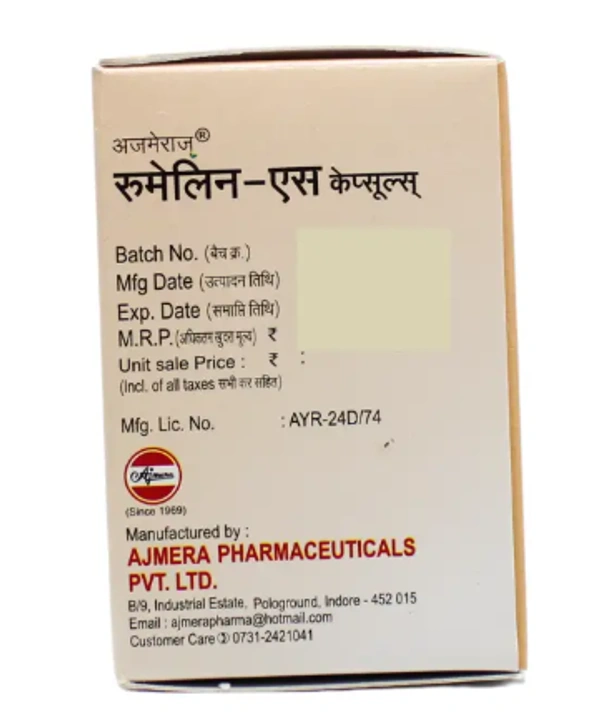 अजमेराज्®
रुमेलिन-एस केप्सूल्स्
Batch No. (बैच क्र.)
Mfg Date (उत्पादन तिथि)
Exp. Date (समाप्ति तिथि)
M.R.P. (अधिकतम खुदरा मूल्य) ₹
Unit sale Price : ₹ :
(Incl. of all taxes सभी कर सहित)
Mfg. Lic. No. : AYR-24D/74
Ajmera
(Since 1969)
Manufactured by :
AJMERA PHARMACEUTICALS
PVT. LTD.
B/9, Industrial Estate, Pologround, Indore - 452 015
Email : ajmerapharma@hotmail.com
Customer Care ✆ 0731-2421041